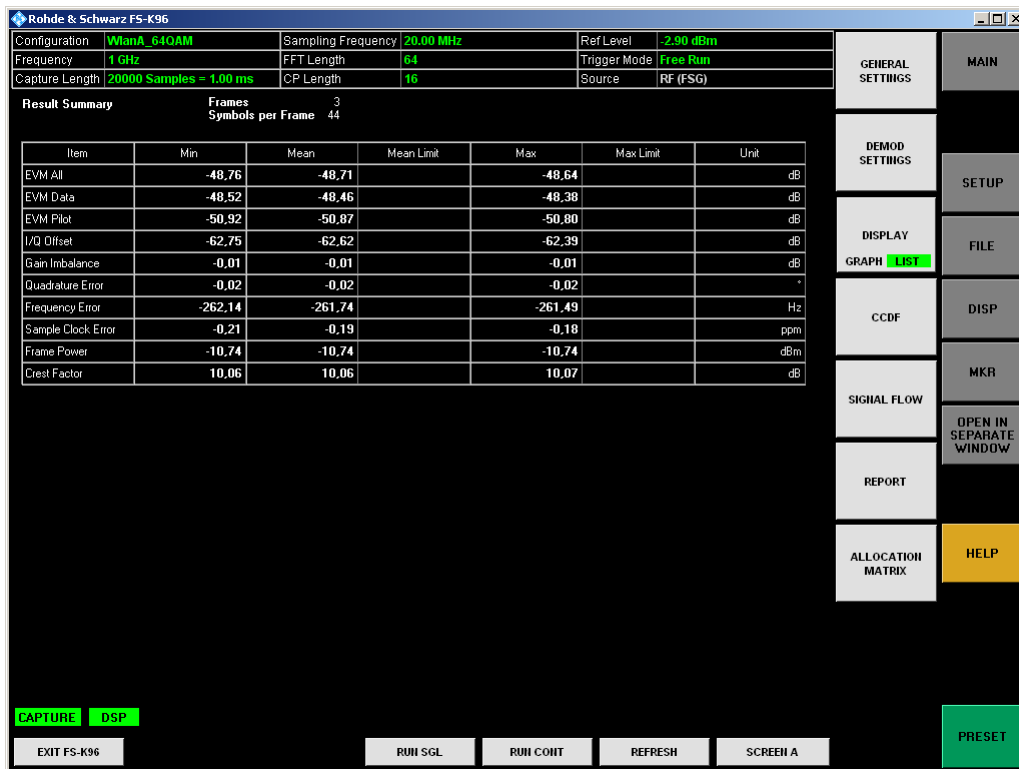 Rohde & Schwarz FS-K96
Configuration WlanA_64QAM Sampling Frequency 20.00 MHz Ref Level -2.90 dBm
Frequency 1 GHz FFT Length 64 Trigger Mode Free Run
Capture Length 20000 Samples = 1.00 ms CP Length 16 Source RF (FSG)
Result Summary Frames 3
Symbols per Frame 44
Item Min Mean Mean Limit Max Max Limit Unit
EVM All -48,76 -48,71 -48,64 dB
EVM Data -48,52 -48,46 -48,38 dB
EVM Pilot -50,92 -50,87 -50,80 dB
I/Q Offset -62,75 -62,62 -62,39 dB
Gain Imbalance -0,01 -0,01 -0,01 dB
Quadrature Error -0,02 -0,02 -0,02 °
Frequency Error -262,14 -261,74 -261,49 Hz
Sample Clock Error -0,21 -0,19 -0,18 ppm
Frame Power -10,74 -10,74 -10,74 dBm
Crest Factor 10,06 10,06 10,07 dB
GENERAL
SETTINGS
DEMOD
SETTINGS
DISPLAY
GRAPH LIST
CCDF
SIGNAL FLOW
REPORT
ALLOCATION
MATRIX
MAIN
SETUP
FILE
DISP
MKR
OPEN IN
SEPARATE
WINDOW
HELP
PRESET
CAPTURE DSP
EXIT FS-K96 RUN SGL RUN CONT REFRESH SCREEN A